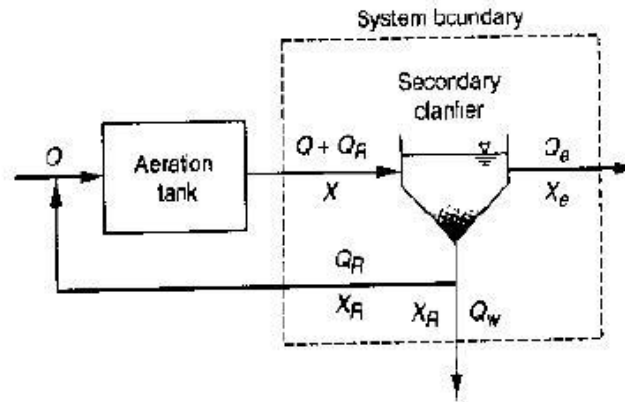 System boundary
Secondary
clarifier
Q
Aeration
tank
Q + Q_R
X
Q_e
X_e
Q_R
X_R
X_R
Q_w